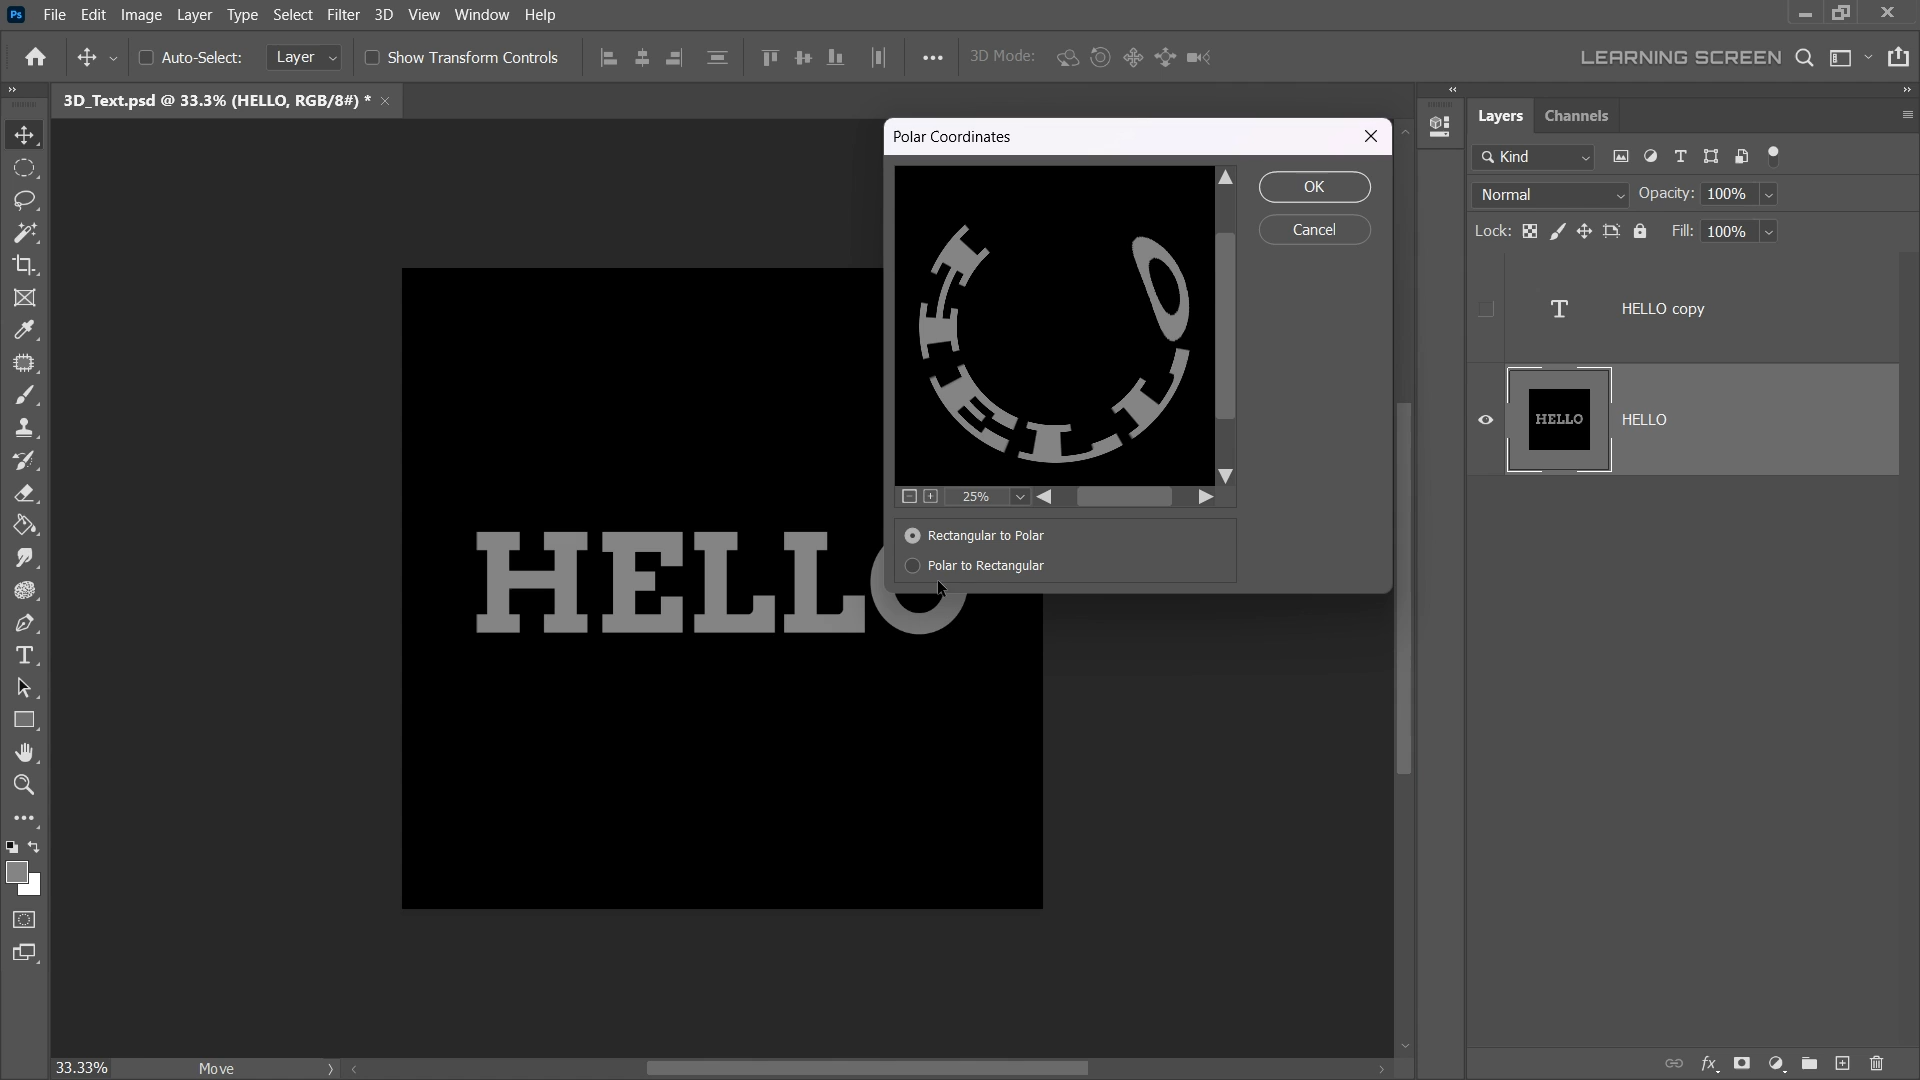 Ps File Edit Image Layer Type Select Filter 3D View Window Help
Auto-Select: Layer Show Transform Controls 3D Mode: LEARNING SCREEN
3D_Text.psd @ 33.3% (HELLO, RGB/8#) *
Polar Coordinates
OK
Cancel
HELLO
25%
Rectangular to Polar
Polar to Rectangular
HELLO
Layers Channels
Kind
Normal Opacity: 100%
Lock: Fill: 100%
T HELLO copy
HELLO HELLO
33.33% Move
fx